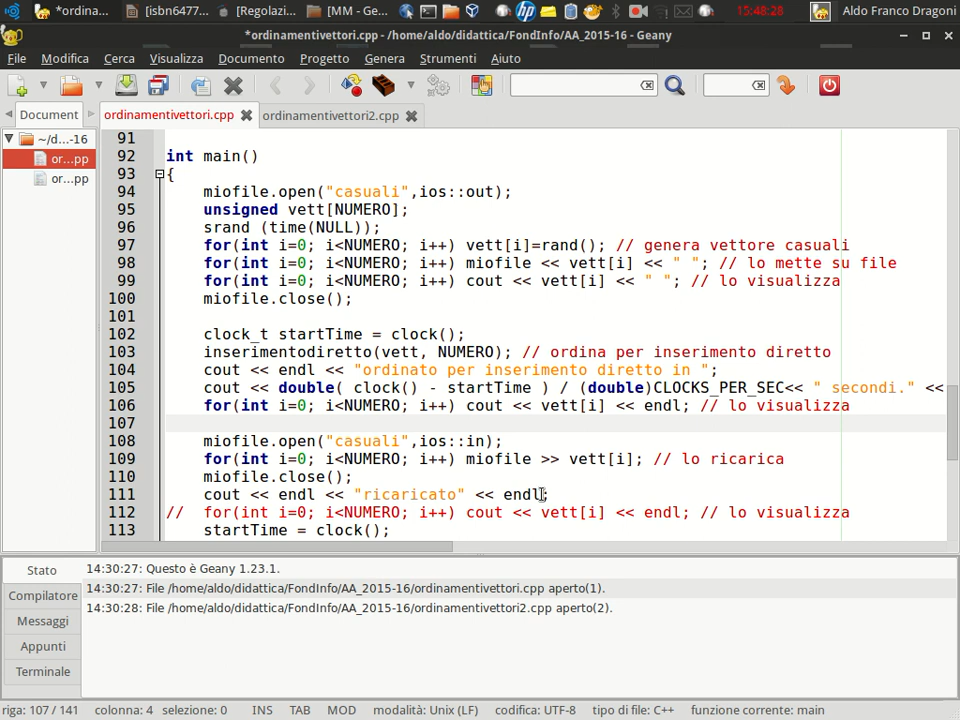 *ordina...
[isbn6477...
[Regolazi...
[MM - Ge...
15:48:28
Aldo Franco Dragoni
*ordinamentivettori.cpp - /home/aldo/didattica/FondInfo/AA_2015-16 - Geany
File Modifica Cerca Visualizza Documento Progetto Genera Strumenti Aiuto
Document ordinamentivettori.cpp ordinamentivettori2.cpp
~/d...-16
or...pp
or...pp
91
92 int main()
93 {
94 miofile.open("casuali",ios::out);
95 unsigned vett[NUMERO];
96 srand (time(NULL));
97 for(int i=0; i<NUMERO; i++) vett[i]=rand(); // genera vettore casuali
98 for(int i=0; i<NUMERO; i++) miofile << vett[i] << " "; // lo mette su file
99 for(int i=0; i<NUMERO; i++) cout << vett[i] << " "; // lo visualizza
100 miofile.close();
101
102 clock_t startTime = clock();
103 inserimentodiretto(vett, NUMERO); // ordina per inserimento diretto
104 cout << endl << "ordinato per inserimento diretto in ";
105 cout << double( clock() - startTime ) / (double)CLOCKS_PER_SEC<< " secondi." <<
106 for(int i=0; i<NUMERO; i++) cout << vett[i] << endl; // lo visualizza
107
108 miofile.open("casuali",ios::in);
109 for(int i=0; i<NUMERO; i++) miofile >> vett[i]; // lo ricarica
110 miofile.close();
111 cout << endl << "ricaricato" << endl;
112 // for(int i=0; i<NUMERO; i++) cout << vett[i] << endl; // lo visualizza
113 startTime = clock();
Stato
Compilatore
Messaggi
Appunti
Terminale
14:30:27: Questo è Geany 1.23.1.
14:30:27: File /home/aldo/didattica/FondInfo/AA_2015-16/ordinamentivettori.cpp aperto(1).
14:30:28: File /home/aldo/didattica/FondInfo/AA_2015-16/ordinamentivettori2.cpp aperto(2).
riga: 107 / 141 colonna: 4 selezione: 0 INS TAB MOD modalità: Unix (LF) codifica: UTF-8 tipo di file: C++ funzione corrente: main